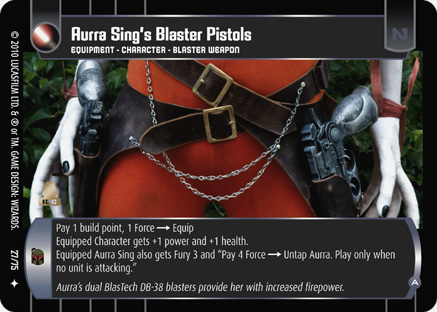 Aurra Sing's Blaster Pistols
EQUIPMENT - CHARACTER - BLASTER WEAPON
N
© 2010 LUCASFILM LTD. & ® or TM. GAME DESIGN: WIZARDS.
27/75
Pay 1 build point, 1 Force → Equip
Equipped Character gets +1 power and +1 health.
Equipped Aurra Sing also gets Fury 3 and "Pay 4 Force → Untap Aurra. Play only when
no unit is attacking."
Aurra's dual BlasTech DB-38 blasters provide her with increased firepower.
A